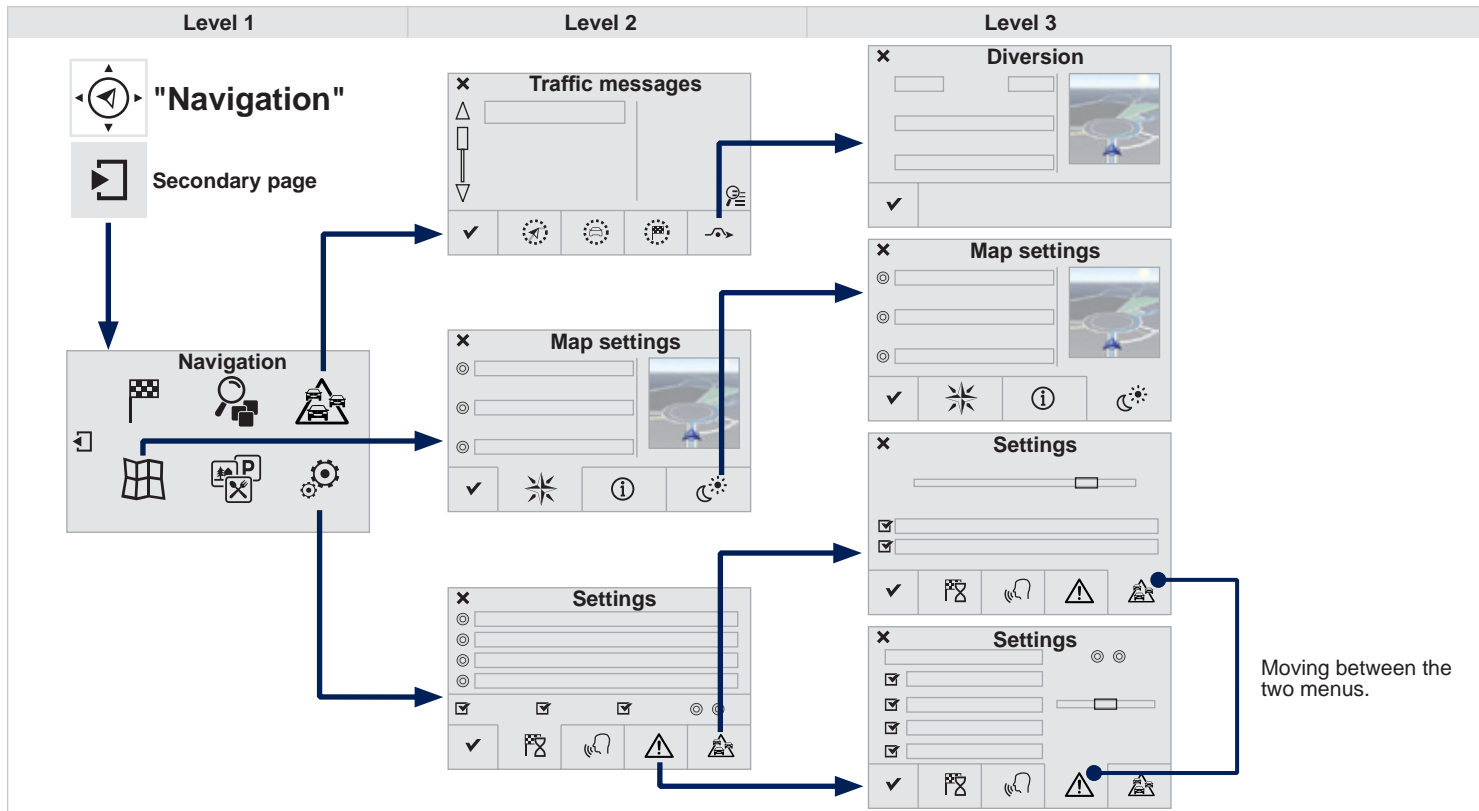 Level 1
Level 2
Level 3
"Navigation"
Secondary page
Navigation
Traffic messages
Map settings
Settings
Diversion
Map settings
Settings
Settings
Moving between the
two menus.
P